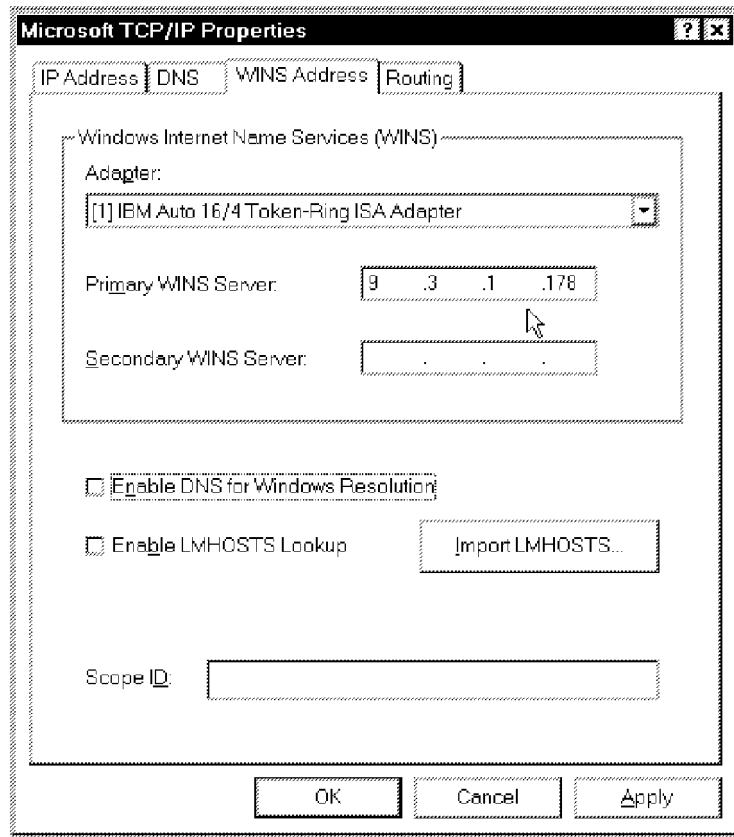 Microsoft TCP/IP Properties
IP Address DNS WINS Address Routing
Windows Internet Name Services (WINS)
Adapter:
[1] IBM Auto 16/4 Token-Ring ISA Adapter
Primary WINS Server: 9 .3 .1 .178
Secondary WINS Server: . . .
Enable DNS for Windows Resolution
Enable LMHOSTS Lookup Import LMHOSTS...
Scope ID:
OK Cancel Apply